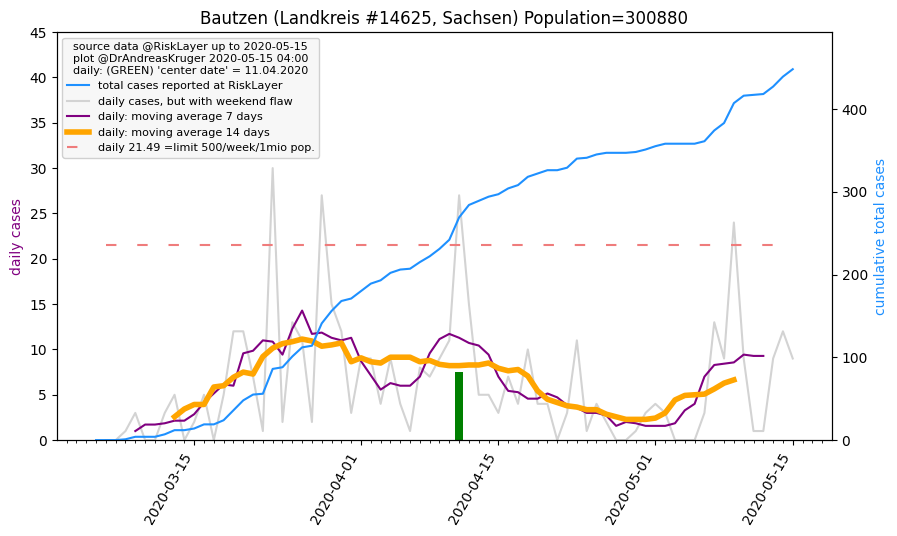 Bautzen (Landkreis #14625, Sachsen) Population=300880
source data @RiskLayer up to 2020-05-15
plot @DrAndreasKruger 2020-05-15 04:00
daily: (GREEN) 'center date' = 11.04.2020
total cases reported at RiskLayer
daily cases, but with weekend flaw
daily: moving average 7 days
daily: moving average 14 days
daily 21.49 =limit 500/week/1mio pop.
daily cases
45
40
35
30
25
20
15
10
5
0
cumulative total cases
400
300
200
100
0
2020-03-15
2020-04-01
2020-04-15
2020-05-01
2020-05-15